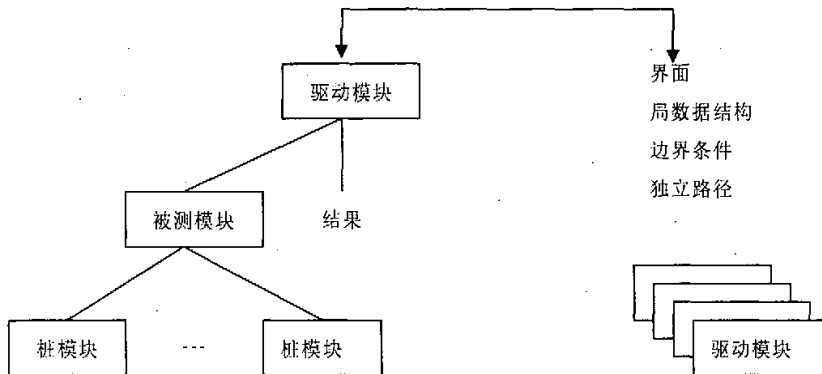 驱动模块
界面
局数据结构
边界条件
独立路径
被测模块
结果
桩模块
---
桩模块
驱动模块